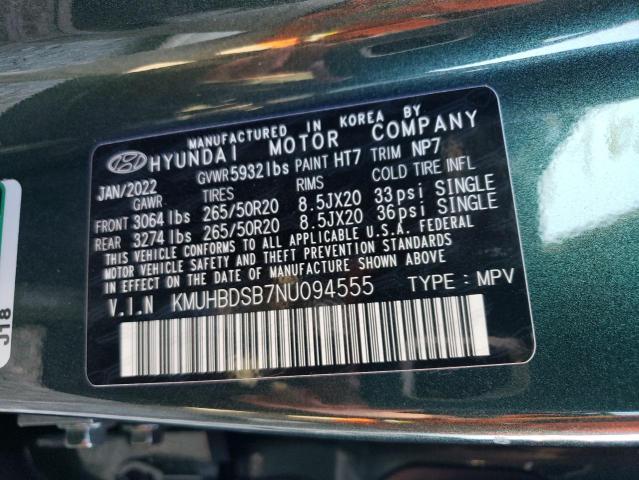 MANUFACTURED IN KOREA BY
HYUNDAI MOTOR COMPANY
JAN/2022 GVWR 5932lbs PAINT HT7 TRIM NP7
GAWR TIRES RIMS COLD TIRE INFL
FRONT 3064 lbs 265/50R20 8.5JX20 33psi SINGLE
REAR 3274 lbs 265/50R20 8.5JX20 36psi SINGLE
THIS VEHICLE CONFORMS TO ALL APPLICABLE U.S.A. FEDERAL
MOTOR VEHICLE SAFETY AND THEFT PREVENTION STANDARDS
IN EFFECT ON THE DATE OF MANUFACTURE SHOWN ABOVE.
V.I.N KMUHBDSB7NU094555 TYPE : MPV
J18